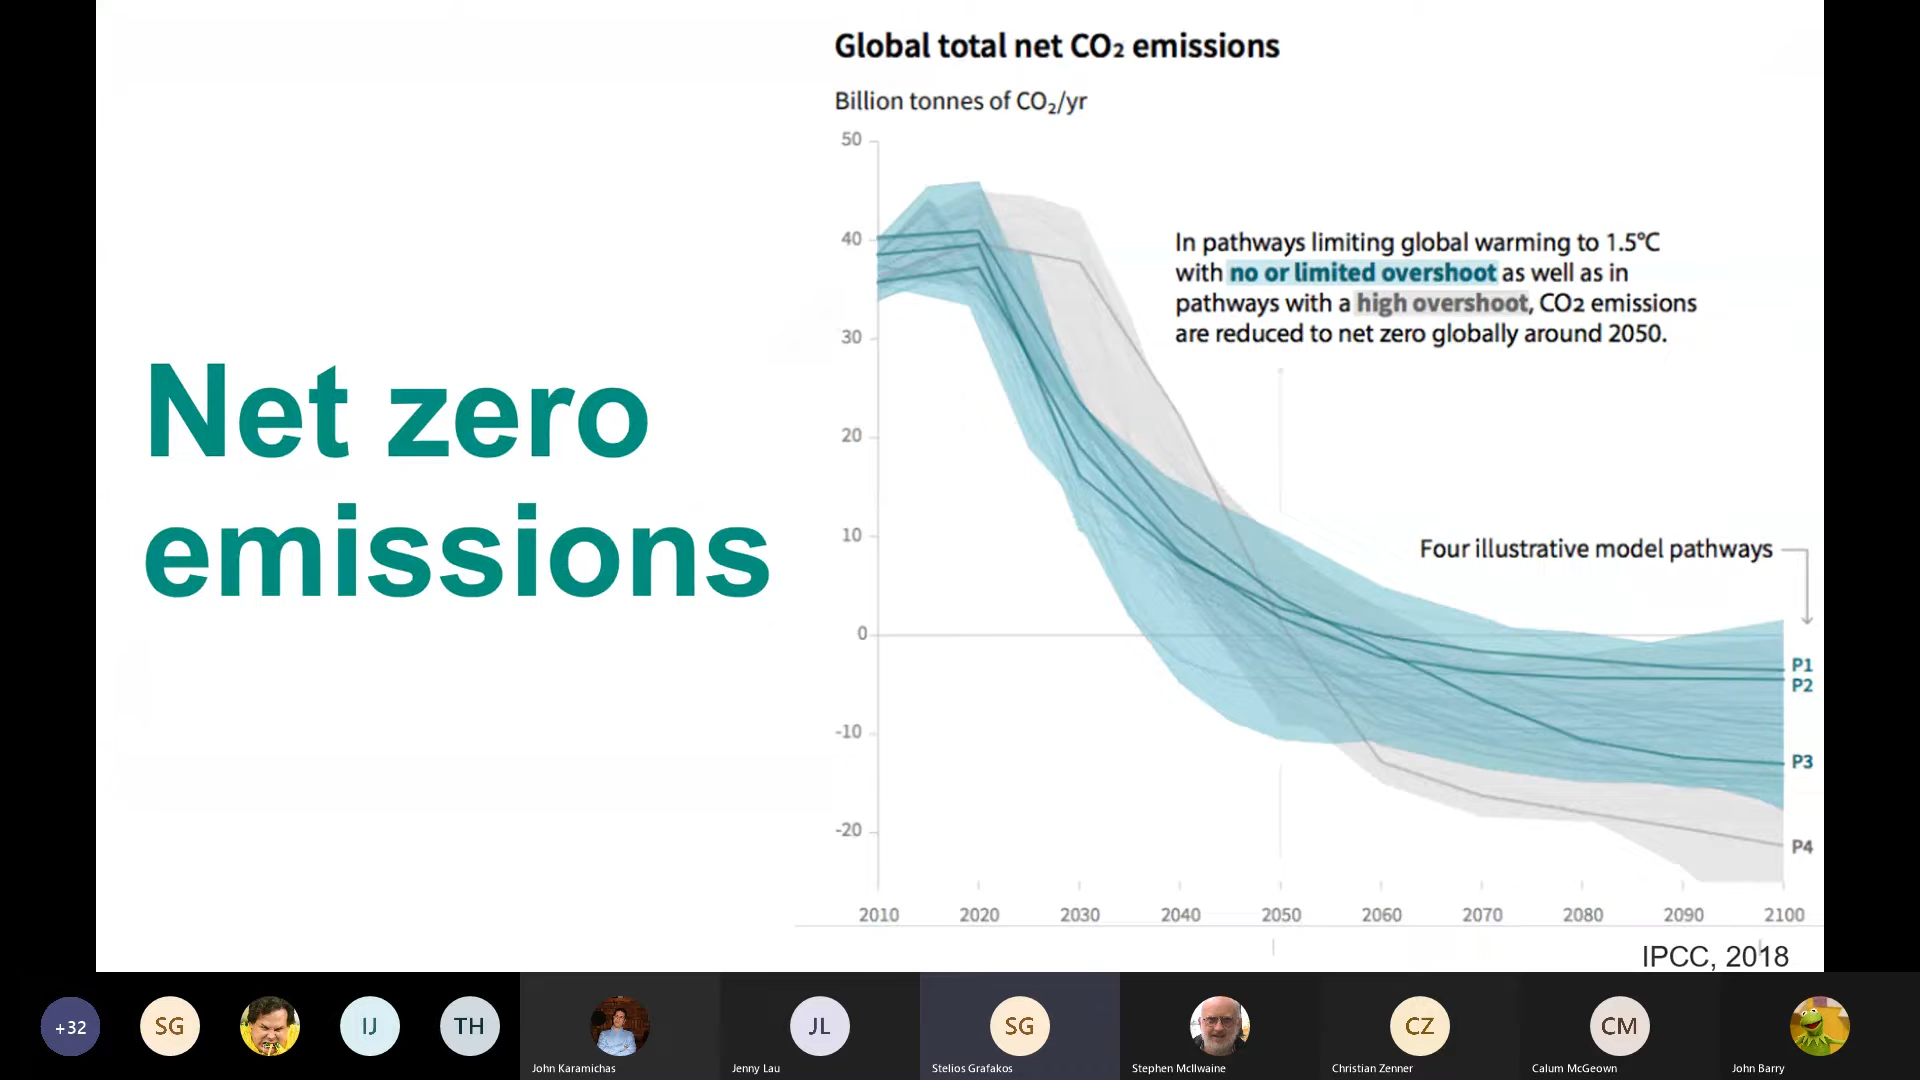 Global total net CO₂ emissions
Billion tonnes of CO₂/yr
50
40
30
20
10
0
-10
-20
In pathways limiting global warming to 1.5°C
with no or limited overshoot as well as in
pathways with a high overshoot, CO2 emissions
are reduced to net zero globally around 2050.
Net zero
emissions
Four illustrative model pathways
P1
P2
P3
P4
2010 2020 2030 2040 2050 2060 2070 2080 2090 2100
IPCC, 2018
+32 SG IJ TH JL SG CZ CM
John Karamichas Jenny Lau Stelios Grafakos Stephen McIlwaine Christian Zenner Calum McGeown John Barry